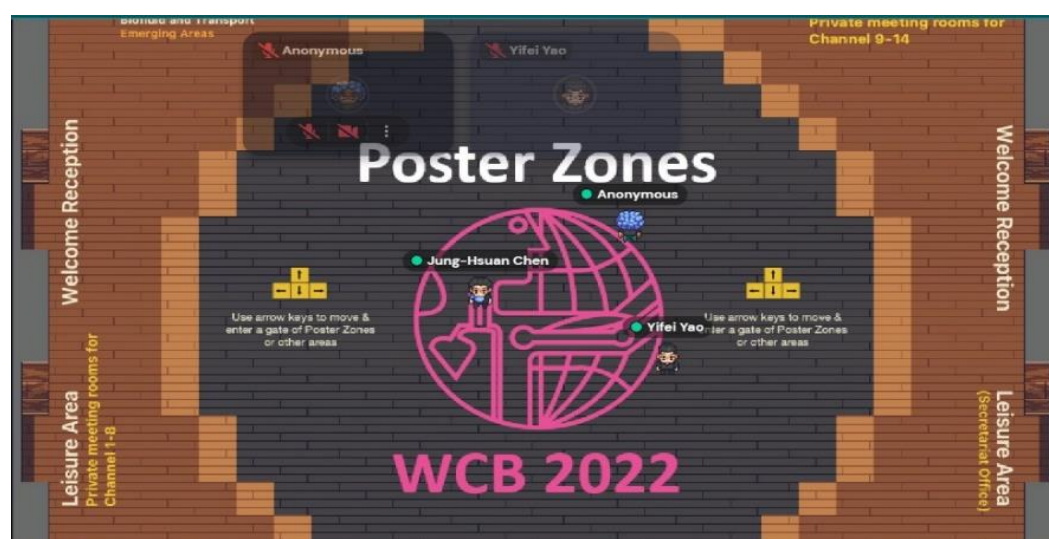 Biofluid and Transport
Emerging Areas
Private meeting rooms for
Channel 9-14
Anonymous
Yifei Yao
Poster Zones
Anonymous
Jung-Hsuan Chen
Yifei Yao
Use arrow keys to move &
enter a gate of Poster Zones
or other areas
Use arrow keys to move &
enter a gate of Poster Zones
or other areas
Welcome Reception
Leisure Area
Private meeting rooms for
Channel 1-8
Welcome Reception
Leisure Area
(Secretariat Office)
WCB 2022